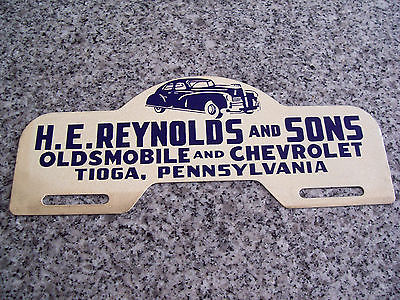 H.E. REYNOLDS AND SONS
OLDSMOBILE AND CHEVROLET
TIOGA, PENNSYLVANIA